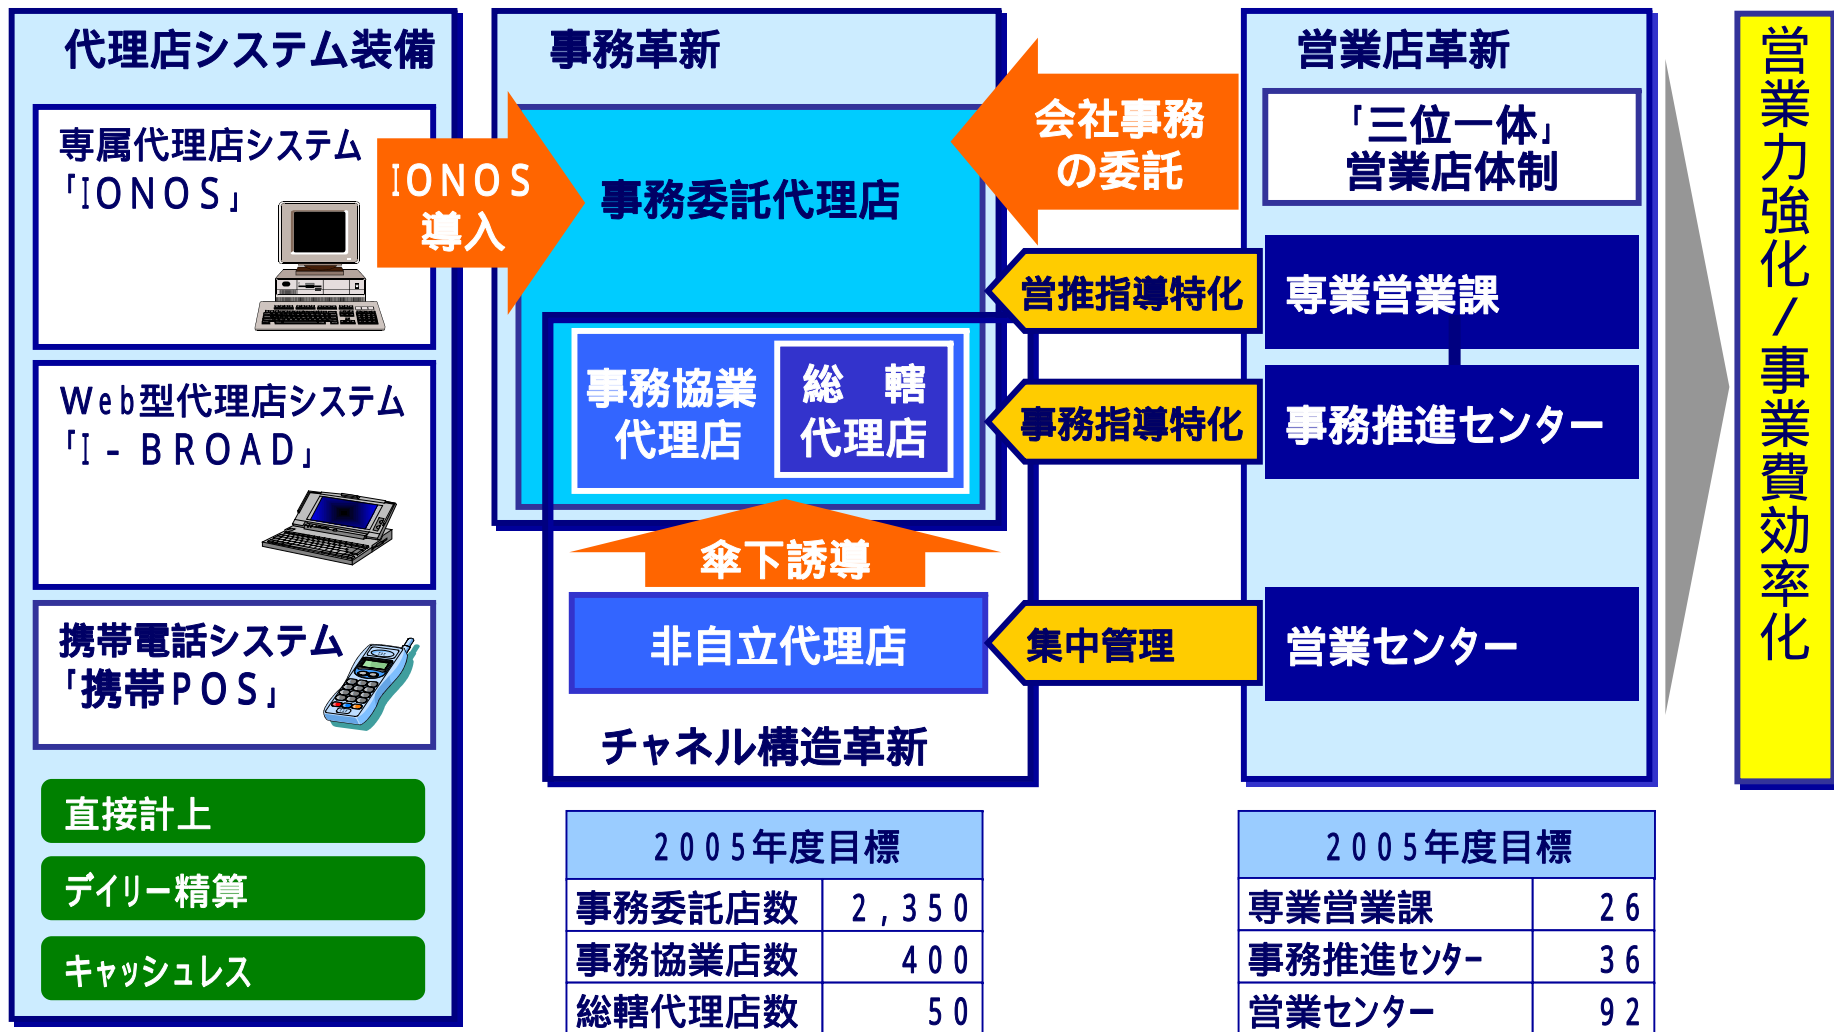 代理店システム装備
専属代理店システム
「IONOS」
Web型代理店システム
「I-BROAD」
携帯電話システム
「携帯POS」
直接計上
デイリー精算
キャッシュレス
IONOS
導入
事務革新
事務委託代理店
会社事務
の委託
事務協業
代理店
総 轄
代理店
傘下誘導
非自立代理店
チャネル構造革新
営推指導特化
事務指導特化
集中管理
営業店革新
「三位一体」
営業店体制
専業営業課
事務推進センター
営業センター
営業力強化/事業費効率化
2005年度目標
事務委託店数 2,350
事務協業店数 400
総轄代理店数 50
2005年度目標
専業営業課 26
事務推進センター 36
営業センター 92